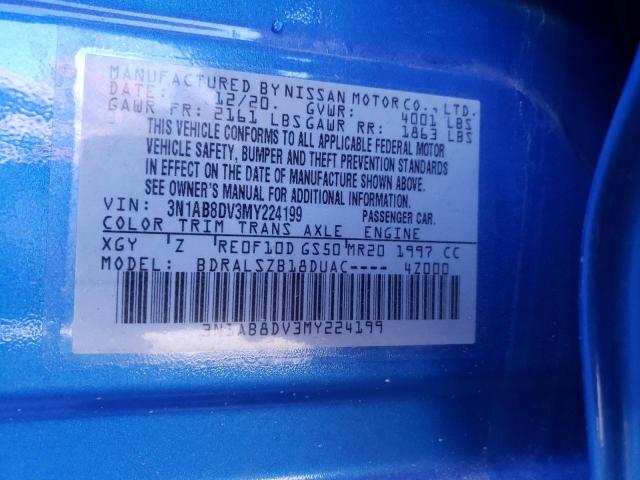 MANUFACTURED BY NISSAN MOTOR CO., LTD.
DATE: 12/20. GVWR: 4001 LBS
GAWR FR: 2161 LBS GAWR RR: 1863 LBS
THIS VEHICLE CONFORMS TO ALL APPLICABLE FEDERAL MOTOR
VEHICLE SAFETY, BUMPER AND THEFT PREVENTION STANDARDS
IN EFFECT ON THE DATE OF MANUFACTURE SHOWN ABOVE.
SEE OWNER'S MANUAL FOR ADDITIONAL INFORMATION.
VIN: 3N1AB8DV3MY224199 PASSENGER CAR.
COLOR TRIM TRANS AXLE ENGINE
XGY Z RE0F10D GS50 MR20 1997 CC
MODEL: BDRALSZB18DUAC---- 4Z000
3N1AB8DV3MY224199